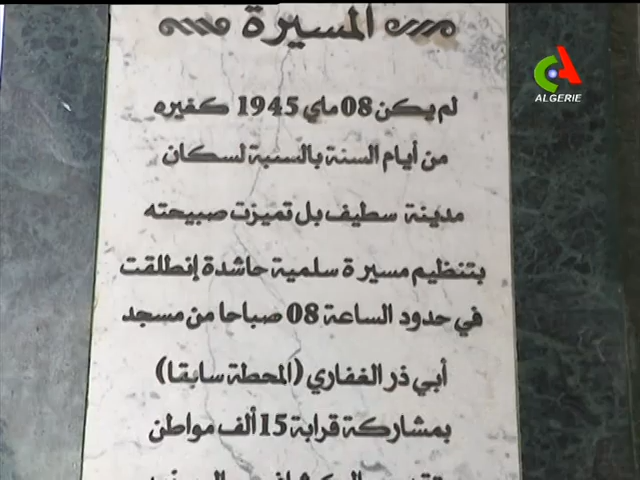 المسيرة
لم يكن 08 ماي 1945 كغيره
من أيام السنة بالنسبة لسكان
مدينة سطيف بل تميزت صبيحته
بتنظيم مسيرة سلمية حاشدة إنطلقت
في حدود الساعة 08 صباحا من مسجد
أبي ذر الغفاري (المحطة سابقا)
بمشاركة قرابة 15 ألف مواطن
ALGERIE